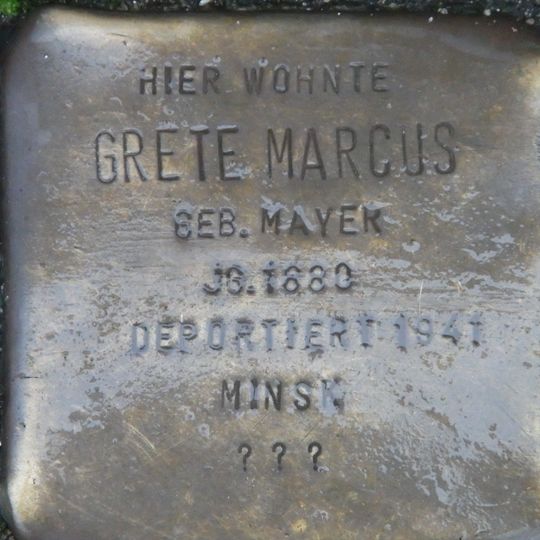 HIER WOHNTE
GRETE MARCUS
GEB. MAYER
JG. 1880
DEPORTIERT 1941
MINSK
? ? ?